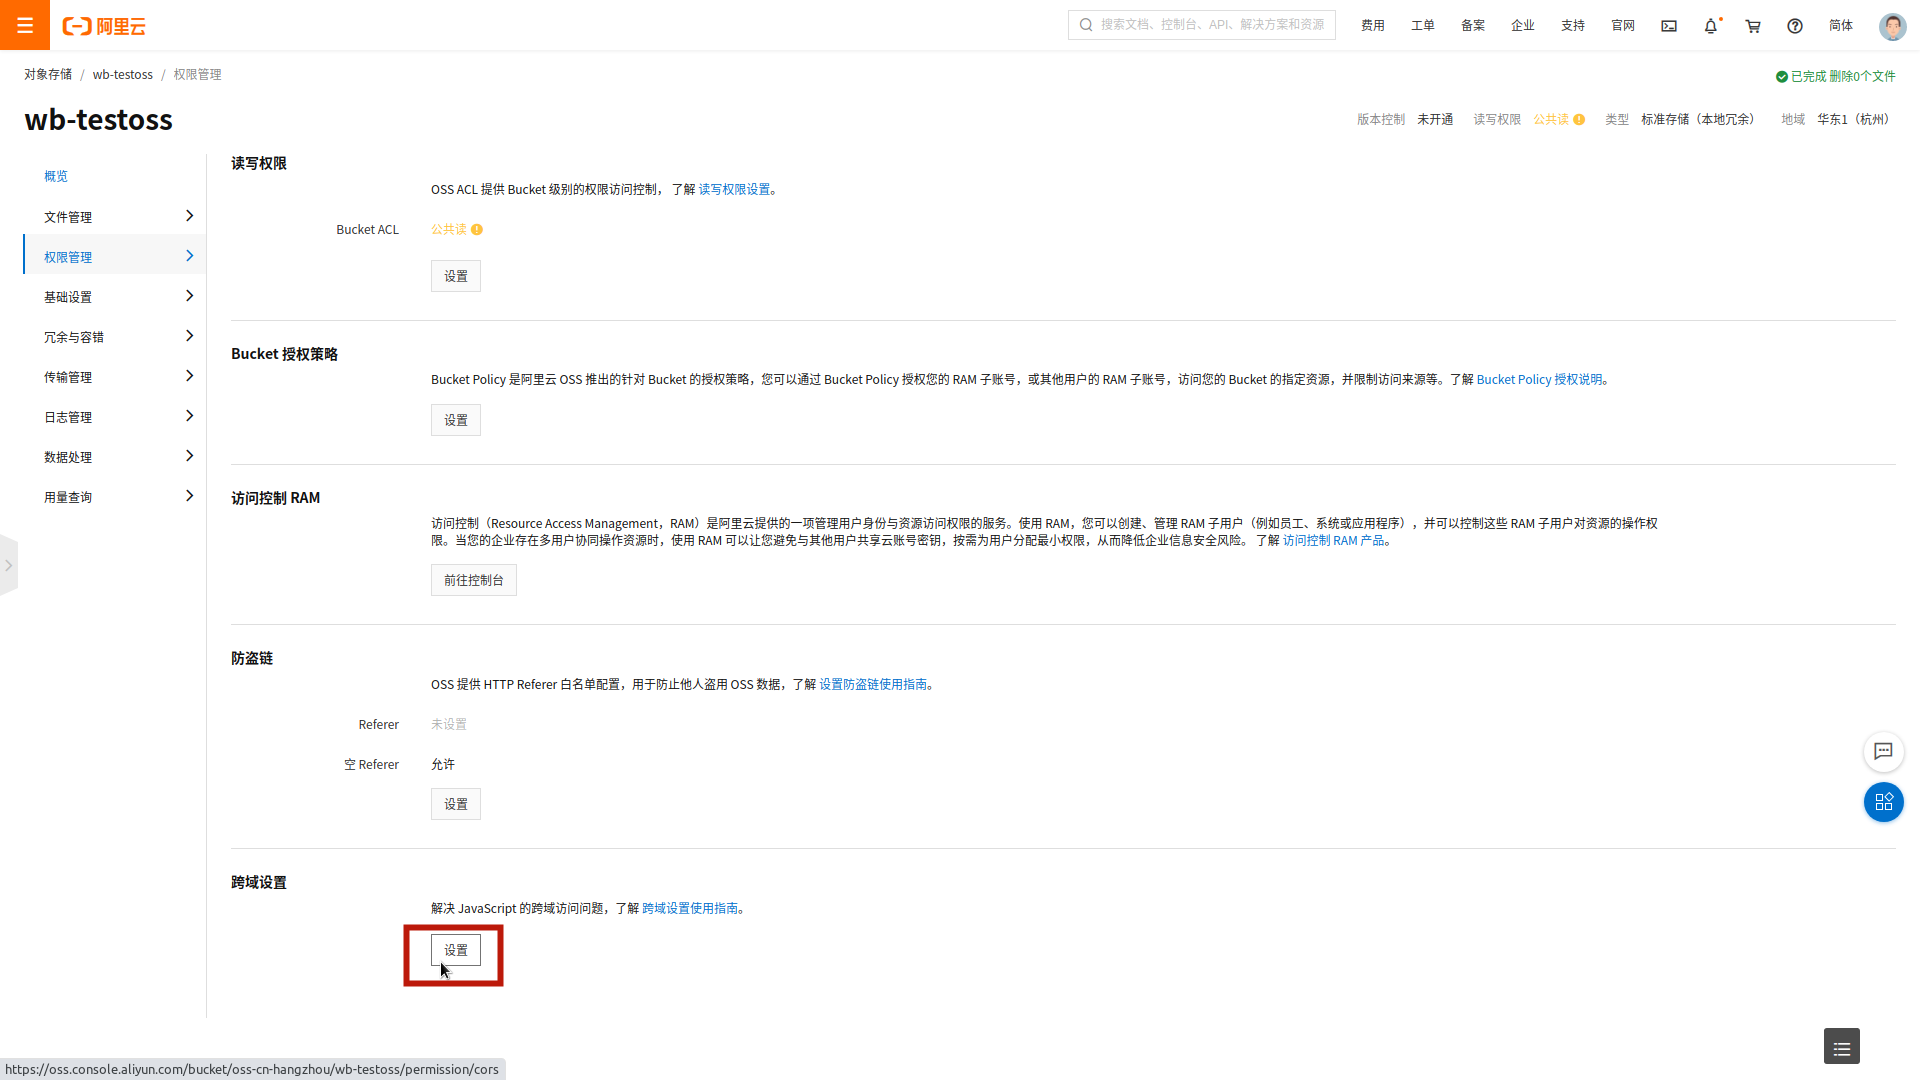 阿里云
搜索文档、控制台、API、解决方案和资源
费用 工单 备案 企业 支持 官网 简体
对象存储 / wb-testoss / 权限管理
已完成 删除0个文件
wb-testoss
版本控制 未开通 读写权限 公共读 类型 标准存储（本地冗余） 地域 华东1（杭州）
概览
文件管理
权限管理
基础设置
冗余与容错
传输管理
日志管理
数据处理
用量查询
读写权限
OSS ACL 提供 Bucket 级别的权限访问控制， 了解 读写权限设置。
Bucket ACL 公共读
设置
Bucket 授权策略
Bucket Policy 是阿里云 OSS 推出的针对 Bucket 的授权策略，您可以通过 Bucket Policy 授权您的 RAM 子账号，或其他用户的 RAM 子账号，访问您的 Bucket 的指定资源，并限制访问来源等。了解 Bucket Policy 授权说明。
设置
访问控制 RAM
访问控制（Resource Access Management，RAM）是阿里云提供的一项管理用户身份与资源访问权限的服务。使用 RAM，您可以创建、管理 RAM 子用户（例如员工、系统或应用程序），并可以控制这些 RAM 子用户对资源的操作权
限。当您的企业存在多用户协同操作资源时，使用 RAM 可以让您避免与其他用户共享云账号密钥，按需为用户分配最小权限，从而降低企业信息安全风险。 了解 访问控制 RAM 产品。
前往控制台
防盗链
OSS 提供 HTTP Referer 白名单配置，用于防止他人盗用 OSS 数据，了解 设置防盗链使用指南。
Referer 未设置
空 Referer 允许
设置
跨域设置
解决 JavaScript 的跨域访问问题，了解 跨域设置使用指南。
设置
https://oss.console.aliyun.com/bucket/oss-cn-hangzhou/wb-testoss/permission/cors